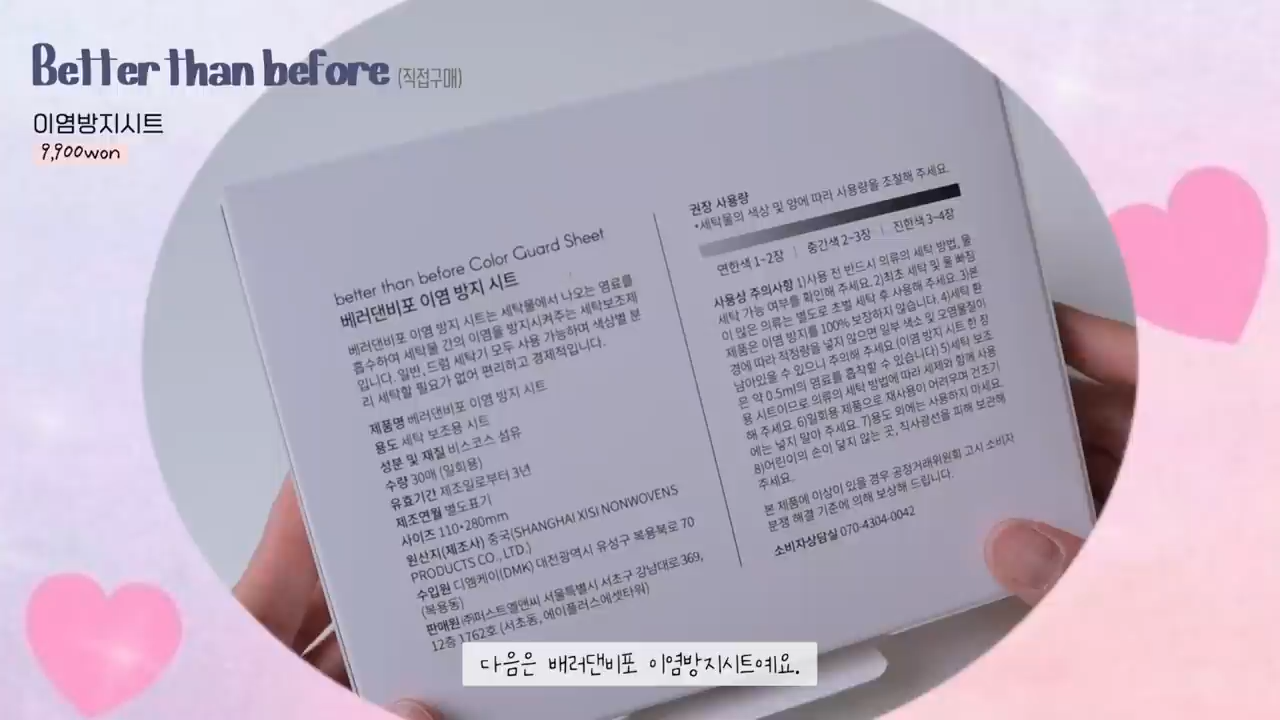 Better than before (직접구매)
이염방지시트
9,900won
better than before Color Guard Sheet
베러댄비포 이염 방지 시트
베러댄비포 이염 방지 시트는 세탁물에서 나오는 염료를
흡수하여 세탁물 간의 이염을 방지시켜주는 세탁보조제
입니다. 일반, 드럼 세탁기 모두 사용 가능하며 색상별 분
리 세탁할 필요가 없어 편리하고 경제적입니다.
제품명 베러댄비포 이염 방지 시트
용도 세탁 보조용 시트
성분 및 재질 비스코스 섬유
수량 30매 (일회용)
유효기간 제조일로부터 3년
제조연월 별도표기
사이즈 110*280mm
원산지(제조사) 중국(SHANGHAI XISI NONWOVENS
PRODUCTS CO., LTD.)
수입원 디엠케이(DMK) 대전광역시 유성구 복용북로 70
(복용동)
판매원 ㈜퍼스트엘앤씨 서울특별시 서초구 강남대로 369,
12층 1762호 (서초동, 에이플러스에셋타워)
권장 사용량
•세탁물의 색상 및 양에 따라 사용량을 조절해 주세요.
연한색 1~2장 | 중간색 2~3장 | 진한색 3~4장
사용상 주의사항 1)사용 전 반드시 의류의 세탁 방법, 물
세탁 가능 여부를 확인해 주세요. 2)최초 세탁 및 물 빠짐
이 많은 의류는 별도로 초벌 세탁 후 사용해 주세요. 3)본
제품은 이염 방지를 100% 보장하지 않습니다. 4)세탁 환
경에 따라 적정량을 넣지 않으면 일부 색소 및 오염물질이
남아있을 수 있으니 주의해 주세요.(이염 방지 시트 한 장
은 약 0.5ml의 염료를 흡착할 수 있습니다) 5)세탁 보조
용 시트이므로 의류의 세탁 방법에 따라 세제와 함께 사용
해 주세요. 6)일회용 제품으로 재사용이 어려우며 건조기
에는 넣지 말아 주세요. 7)용도 외에는 사용하지 마세요.
8)어린이의 손이 닿지 않는 곳, 직사광선을 피해 보관해
주세요.
본 제품에 이상이 있을 경우 공정거래위원회 고시 소비자
분쟁 해결 기준에 의해 보상해 드립니다.
소비자상담실 070-4304-0042
다음은 배러댄비포 이염방지시트예요.